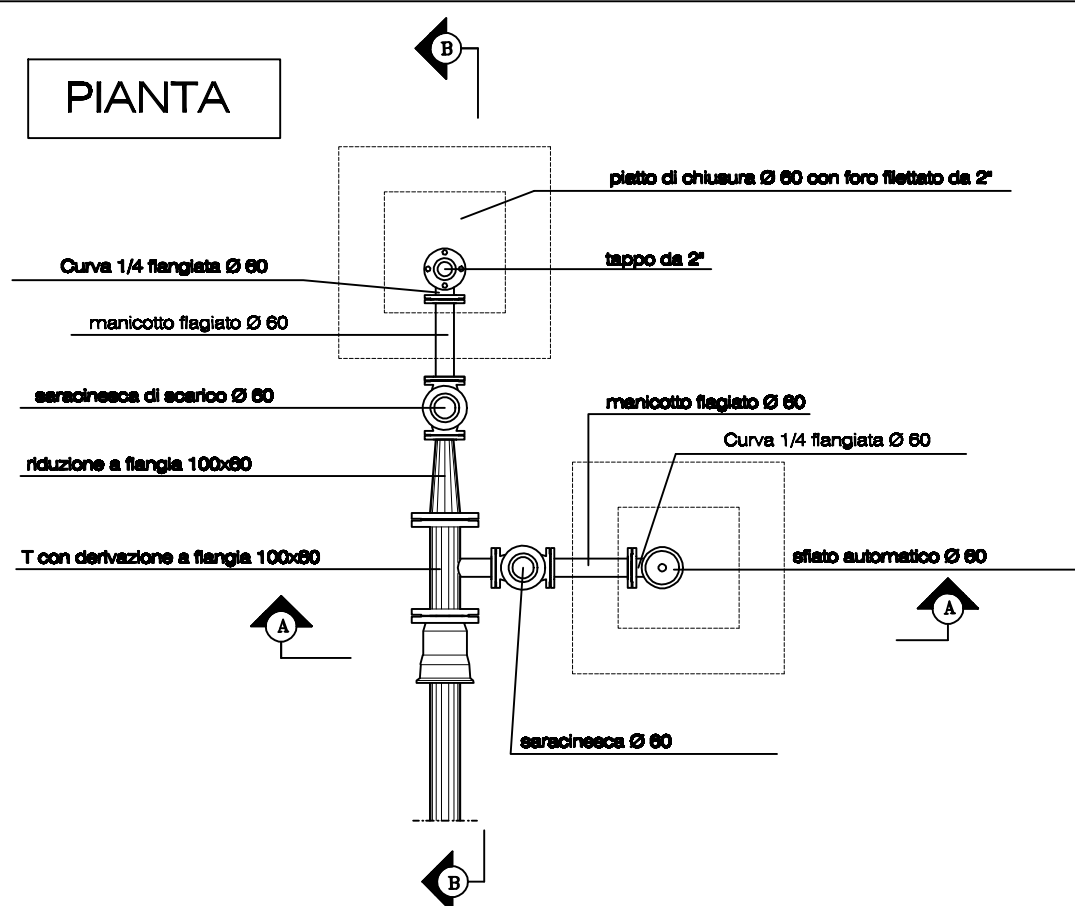 B
PIANTA
piatto di chiusura Ø 60 con foro filettato da 2"
tappo da 2"
Curva 1/4 flangiata Ø 60
manicotto flagiato Ø 60
saracinesca di scarico Ø 60
manicotto flagiato Ø 60
Curva 1/4 flangiata Ø 60
riduzione a flangia 100x60
T con derivazione a flangia 100x60
sfiato automatico Ø 60
A
A
saracinesca Ø 60
B